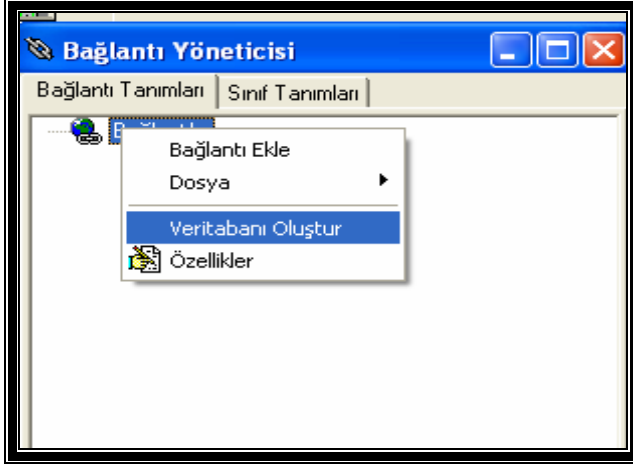 Bağlantı Yöneticisi
Bağlantı Tanımları Sınıf Tanımları
Bağlantı Ekle
Dosya
Veritabanı Oluştur
Özellikler